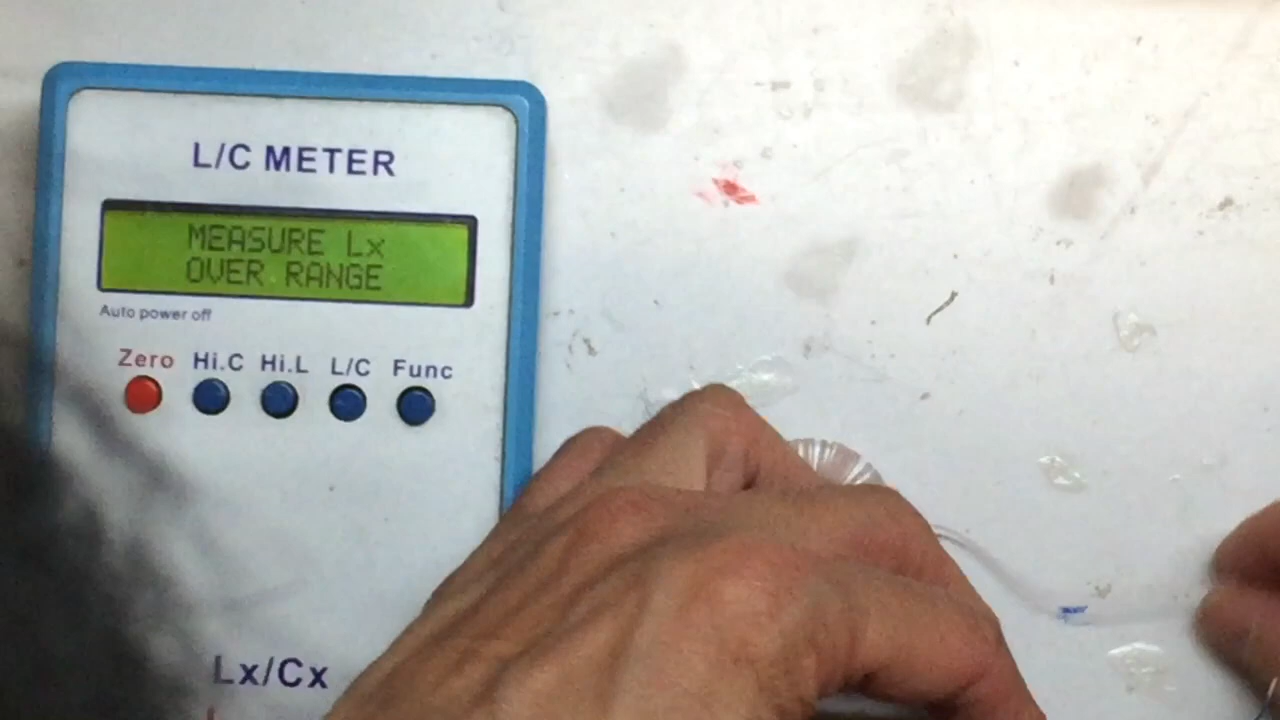 L/C METER
MEASURE Lx
OVER RANGE
Auto power off
Zero Hi.C Hi.L L/C Func
Lx/Cx